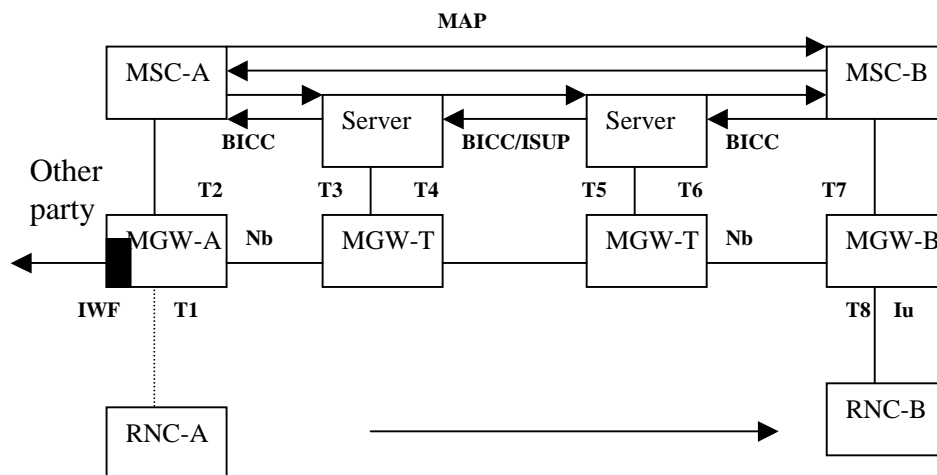 MAP
MSC-A
MSC-B
Server
Server
BICC
BICC/ISUP
BICC
Other
party
T2
T3
T4
T5
T6
T7
MGW-A
Nb
MGW-T
MGW-T
Nb
MGW-B
IWF
T1
T8
Iu
RNC-A
RNC-B